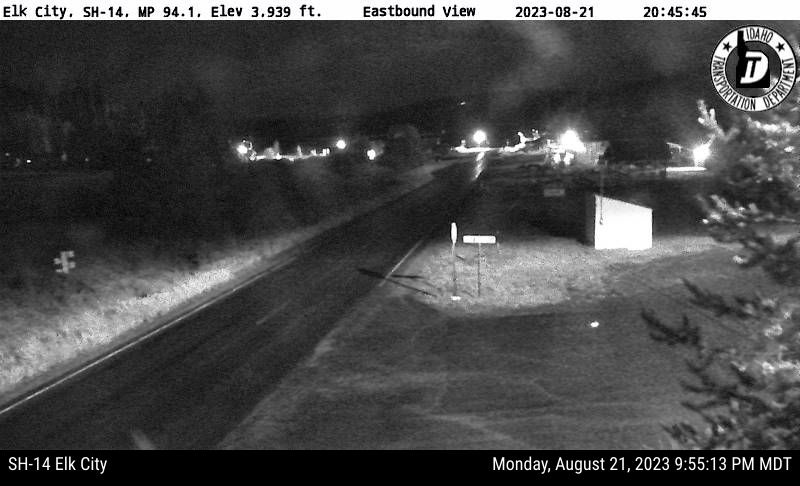 Elk City, SH-14, MP 94.1, Elev 3,939 ft. Eastbound View 2023-08-21 20:45:45
IDAHO
TRANSPORTATION DEPARTMENT
SH-14 Elk City Monday, August 21, 2023 9:55:13 PM MDT